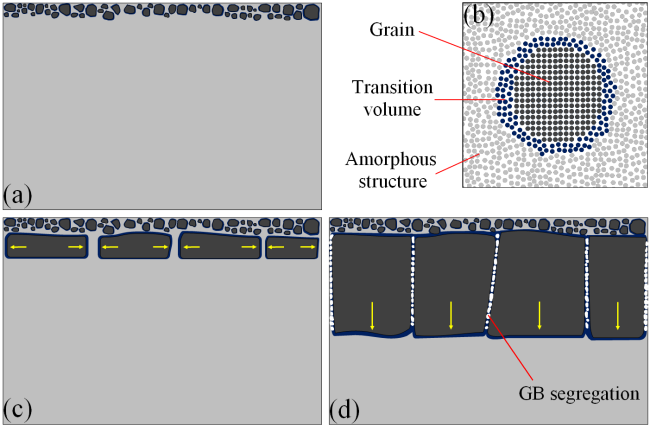 (a)
(b)
Grain
Transition
volume
Amorphous
structure
(c)
(d)
GB segregation